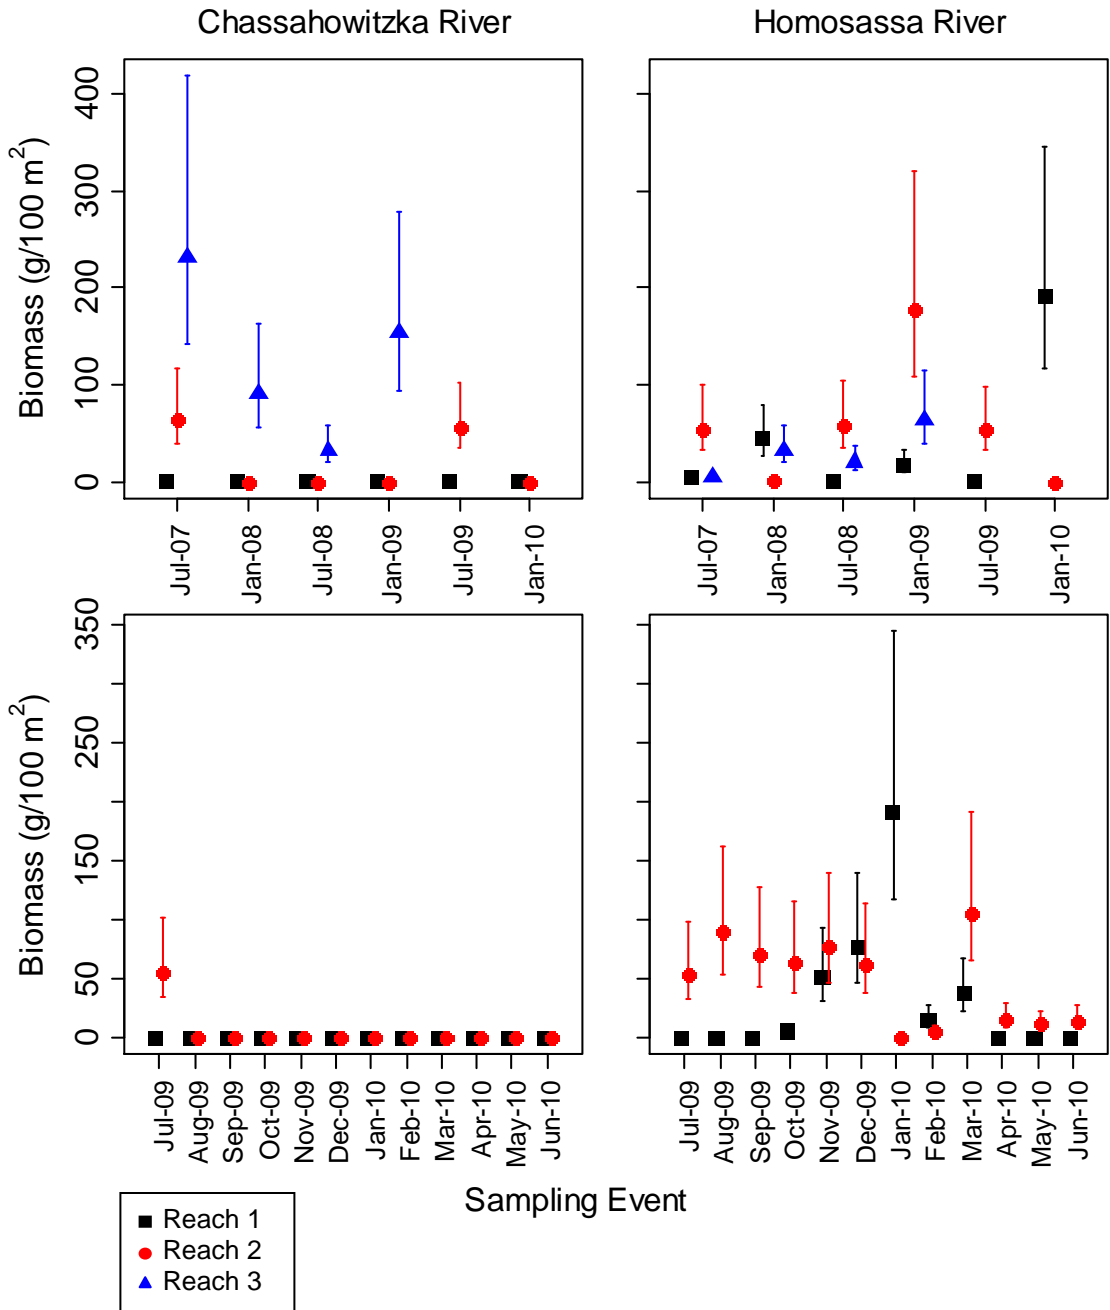 Chassahowitzka River
Homosassa River
Biomass (g/100 m²)
400
300
200
100
0
Jul-07
Jan-08
Jul-08
Jan-09
Jul-09
Jan-10
Jul-07
Jan-08
Jul-08
Jan-09
Jul-09
Jan-10
Biomass (g/100 m²)
350
250
150
50
0
Jul-09
Aug-09
Sep-09
Oct-09
Nov-09
Dec-09
Jan-10
Feb-10
Mar-10
Apr-10
May-10
Jun-10
Jul-09
Aug-09
Sep-09
Oct-09
Nov-09
Dec-09
Jan-10
Feb-10
Mar-10
Apr-10
May-10
Jun-10
Sampling Event
Reach 1
Reach 2
Reach 3